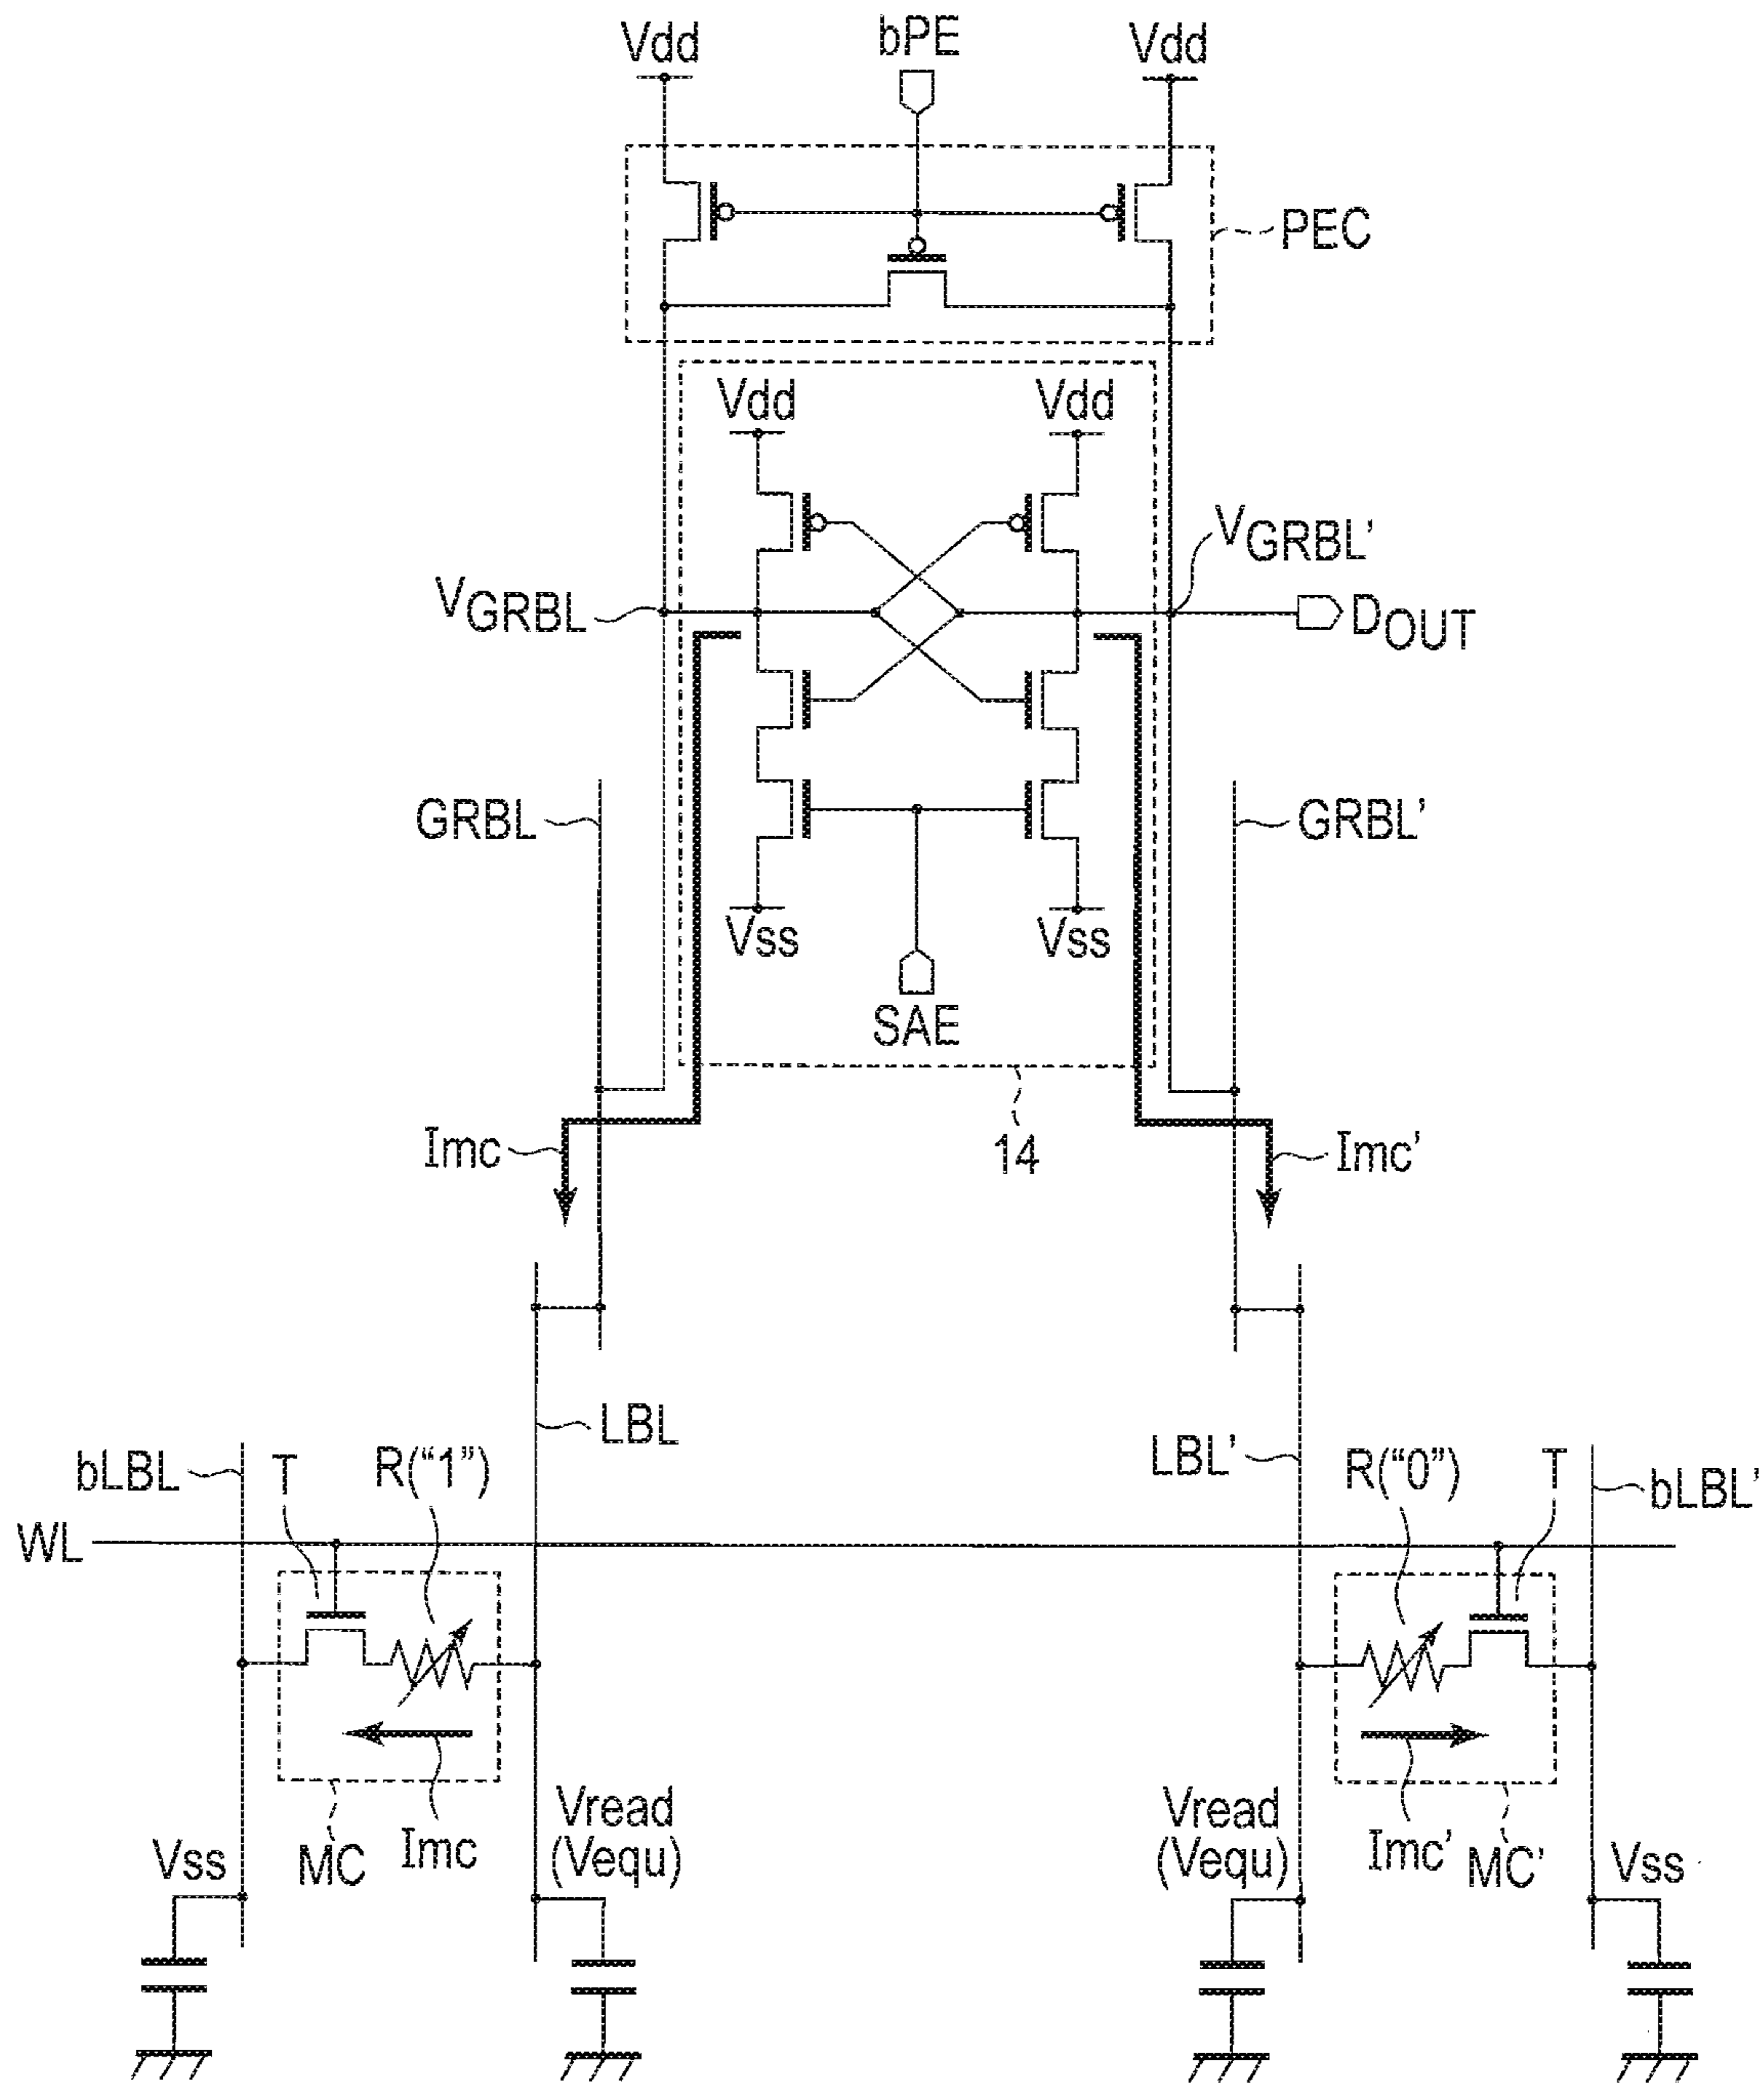 Vdd
bPE
Vdd
PEC
Vdd
Vdd
VGRBL
VGRBL'
DOUT
GRBL
GRBL'
Vss
Vss
SAE
Imc
14
Imc'
LBL
LBL'
bLBL
T
R("1")
R("0")
T
bLBL'
WL
Vread
(Vequ)
Vread
(Vequ)
Vss
MC
Imc
Imc'
MC'
Vss